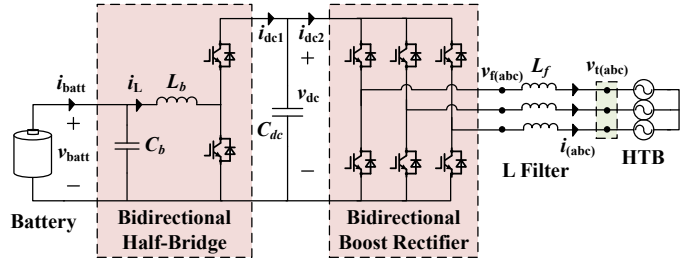 i_dc1
i_dc2
i_batt
i_L
L_b
v_f(abc)
L_f
v_t(abc)
+
+
v_dc
v_batt
C_b
C_dc
i_(abc)
HTB
−
−
L Filter
Battery
Bidirectional
Half-Bridge
Bidirectional
Boost Rectifier